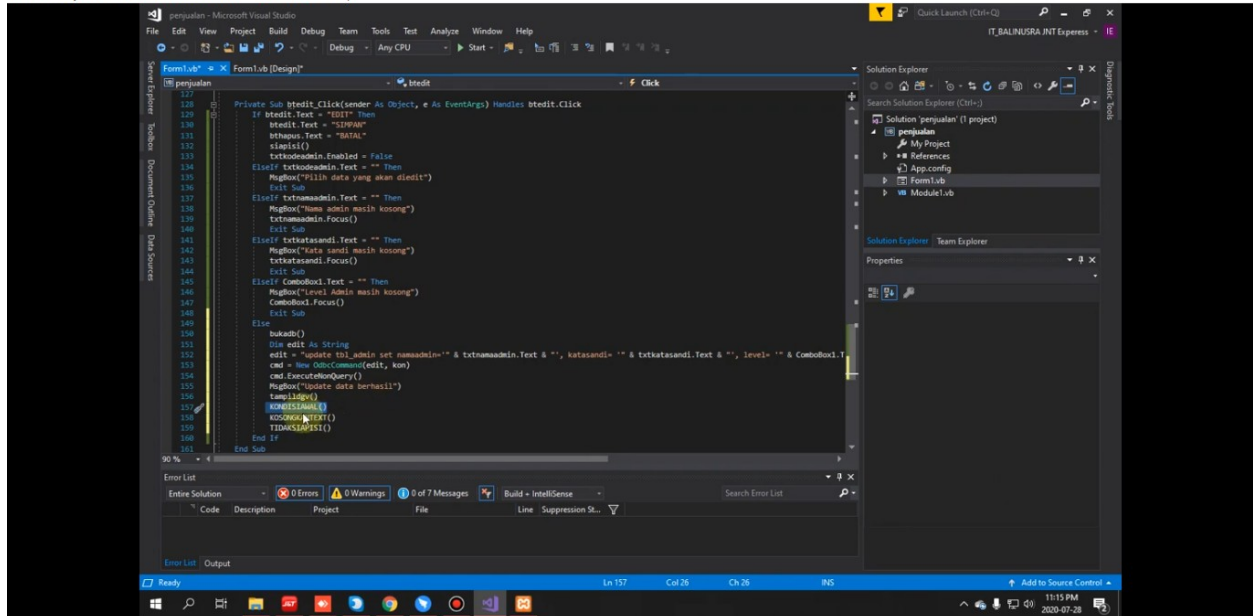 penjualan - Microsoft Visual Studio
Quick Launch (Ctrl+Q)
File Edit View Project Build Debug Team Tools Test Analyze Window Help
IT_BALINUSRA JNT Experess IE
Debug Any CPU Start
Server Explorer
Toolbox
Document Outline
Data Sources
Form1.vb* Form1.vb [Design]*
penjualan btedit Click
127
128 Private Sub btedit_Click(sender As Object, e As EventArgs) Handles btedit.Click
129 If btedit.Text = "EDIT" Then
130 btedit.Text = "SIMPAN"
131 bthapus.Text = "BATAL"
132 siapisi()
133 txtkodeadmin.Enabled = False
134 ElseIf txtkodeadmin.Text = "" Then
135 MsgBox("Pilih data yang akan diedit")
136 Exit Sub
137 ElseIf txtnamaadmin.Text = "" Then
138 MsgBox("Nama admin masih kosong")
139 txtnamaadmin.Focus()
140 Exit Sub
141 ElseIf txtkatasandi.Text = "" Then
142 MsgBox("Kata sandi masih kosong")
143 txtkatasandi.Focus()
144 Exit Sub
145 ElseIf ComboBox1.Text = "" Then
146 MsgBox("Level Admin masih kosong")
147 ComboBox1.Focus()
148 Exit Sub
149 Else
150 bukadb()
151 Dim edit As String
152 edit = "update tbl_admin set namaadmin='" & txtnamaadmin.Text & "', katasandi= '" & txtkatasandi.Text & "', level= '" & ComboBox1.T
153 cmd = New OdbcCommand(edit, kon)
154 cmd.ExecuteNonQuery()
155 MsgBox("Update data berhasil")
156 tampildgv()
157 KONDISIAWAL()
158 KOSONGKANTEXT()
159 TIDAKSIAPISI()
160 End If
161 End Sub
90 %
Solution Explorer
Search Solution Explorer (Ctrl+;)
Solution 'penjualan' (1 project)
penjualan
My Project
References
App.config
Form1.vb
Module1.vb
Solution Explorer Team Explorer
Properties
Diagnostic Tools
Error List
Entire Solution 0 Errors 0 Warnings 0 of 7 Messages Build + IntelliSense Search Error List
Code Description Project File Line Suppression St...
Error List Output
Ready Ln 157 Col 26 Ch 26 INS Add to Source Control
11:15 PM
2020-07-28